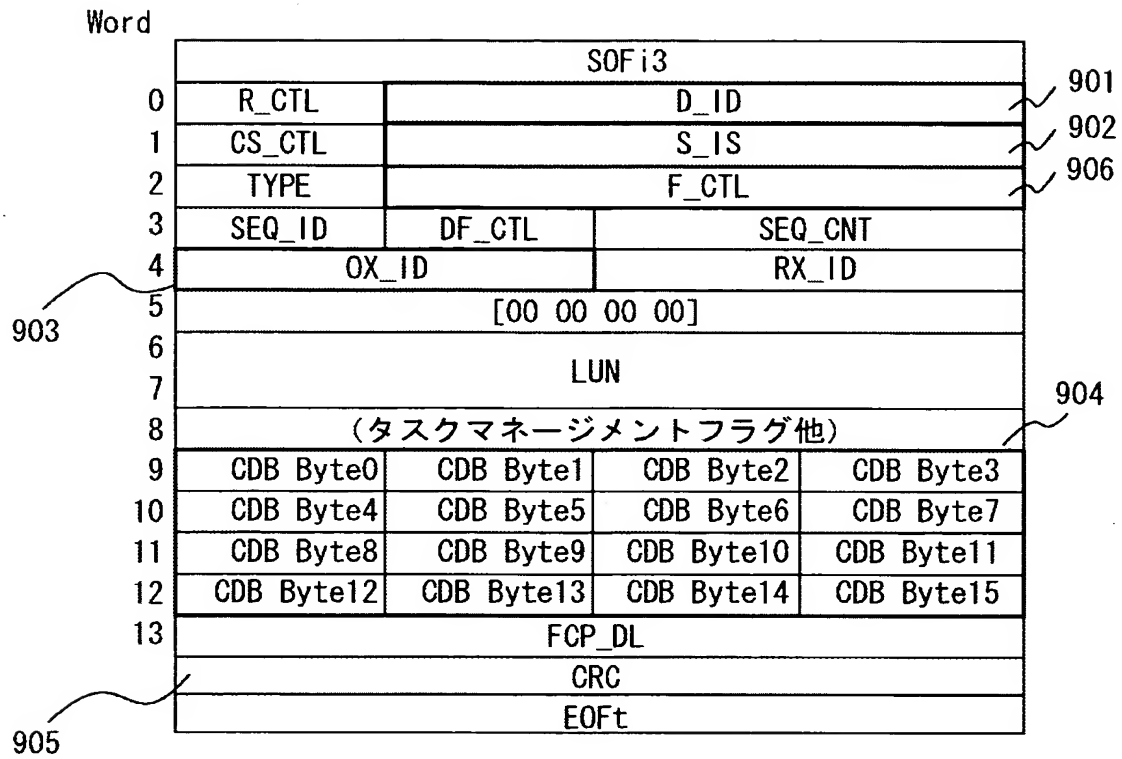 Word
SOFi3
0 R_CTL D_ID 901
1 CS_CTL S_IS 902
2 TYPE F_CTL 906
3 SEQ_ID DF_CTL SEQ_CNT
4 OX_ID RX_ID
903
5 [00 00 00 00]
6
LUN
7
904
8 (タスクマネージメントフラグ他)
9 CDB Byte0 CDB Byte1 CDB Byte2 CDB Byte3
10 CDB Byte4 CDB Byte5 CDB Byte6 CDB Byte7
11 CDB Byte8 CDB Byte9 CDB Byte10 CDB Byte11
12 CDB Byte12 CDB Byte13 CDB Byte14 CDB Byte15
13 FCP_DL
CRC
EOFt
905